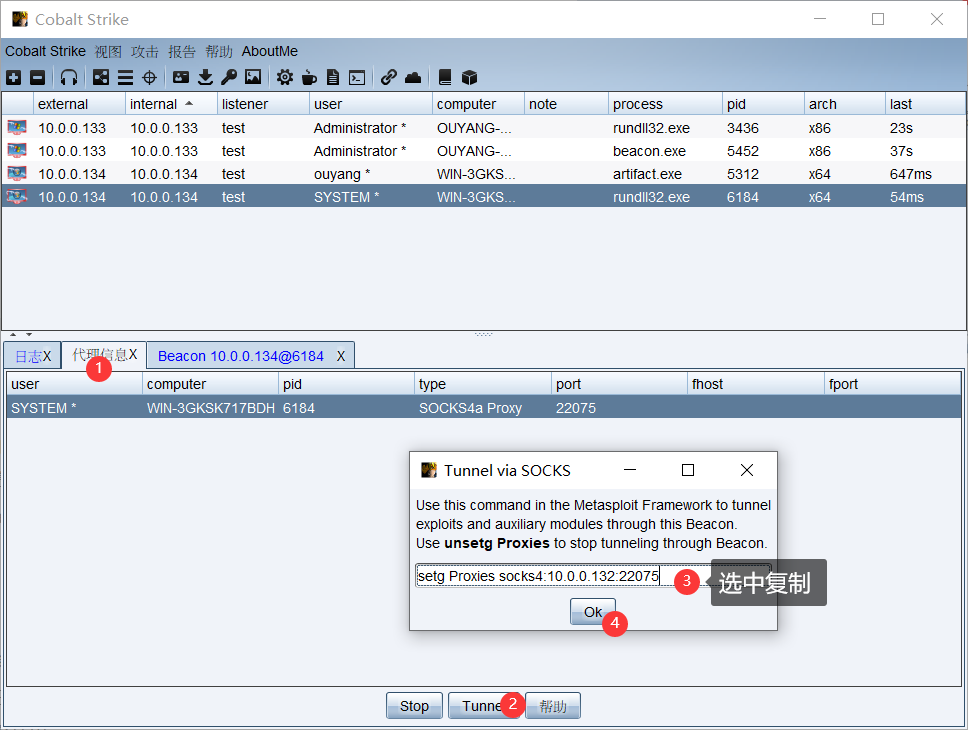 Cobalt Strike
Cobalt Strike 视图 攻击 报告 帮助 AboutMe
external internal listener user computer note process pid arch last
10.0.0.133 10.0.0.133 test Administrator * OUYANG-... rundll32.exe 3436 x86 23s
10.0.0.133 10.0.0.133 test Administrator * OUYANG-... beacon.exe 5452 x86 37s
10.0.0.134 10.0.0.134 test ouyang * WIN-3GKS... artifact.exe 5312 x64 647ms
10.0.0.134 10.0.0.134 test SYSTEM * WIN-3GKS... rundll32.exe 6184 x64 54ms
日志X 代理信息X Beacon 10.0.0.134@6184 X
1
user computer pid type port fhost fport
SYSTEM * WIN-3GKSK717BDH 6184 SOCKS4a Proxy 22075
Tunnel via SOCKS
Use this command in the Metasploit Framework to tunnel
exploits and auxiliary modules through this Beacon.
Use unsetg Proxies to stop tunneling through Beacon.
setg Proxies socks4:10.0.0.132:22075 3 选中复制
Ok 4
Stop Tunnel 2 帮助